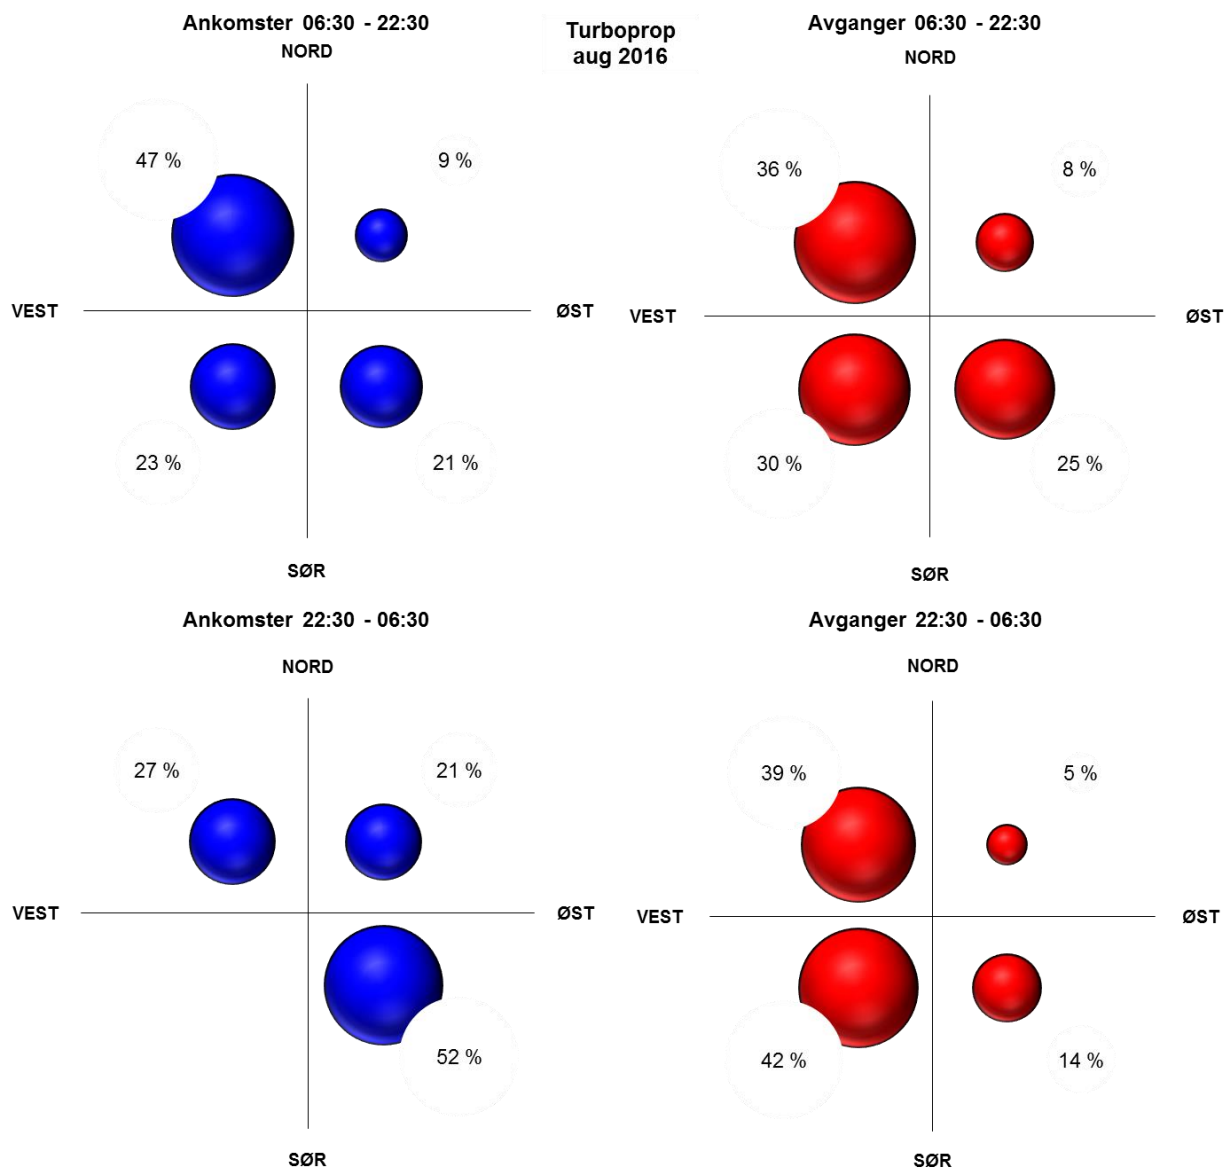 Ankomster 06:30 - 22:30
NORD
47 %
9 %
VEST
ØST
23 %
21 %
SØR
Turboprop
aug 2016
Avganger 06:30 - 22:30
NORD
36 %
8 %
VEST
ØST
30 %
25 %
SØR
Ankomster 22:30 - 06:30
NORD
27 %
21 %
VEST
ØST
52 %
SØR
Avganger 22:30 - 06:30
NORD
39 %
5 %
VEST
ØST
42 %
14 %
SØR